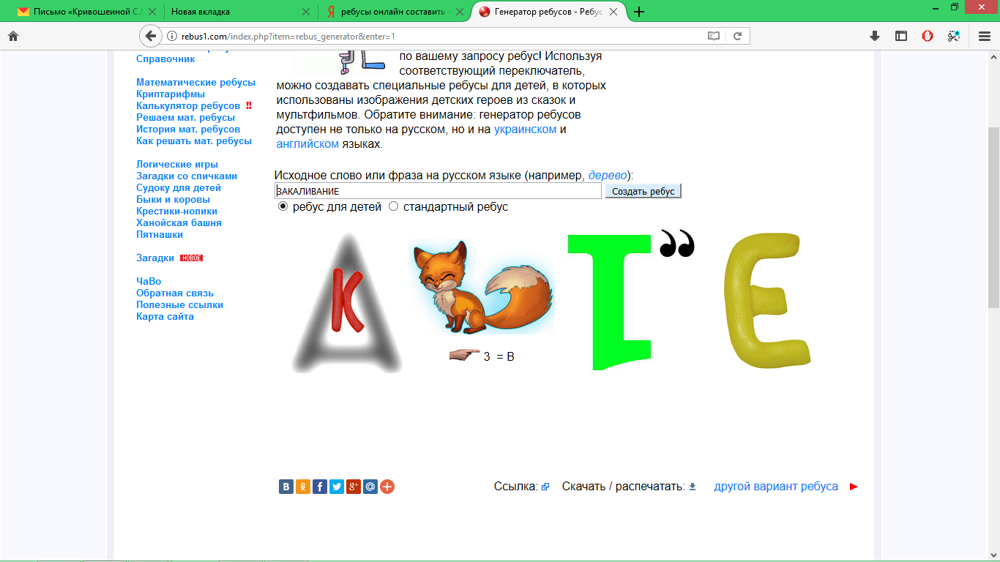 Письмо «Кривошеиной С.
Новая вкладка
ребусы онлайн составить
Генератор ребусов - Ребус
rebus1.com/index.php?item=rebus_generator&enter=1
Справочник
Математические ребусы
Криптарифмы
Калькулятор ребусов !!
Решаем мат. ребусы
История мат. ребусов
Как решать мат. ребусы
Логические игры
Загадки со спичками
Судоку для детей
Быки и коровы
Крестики-нолики
Ханойская башня
Пятнашки
Загадки НОВОЕ
ЧаВо
Обратная связь
Полезные ссылки
Карта сайта
по вашему запросу ребус! Используя
соответствующий переключатель,
можно создавать специальные ребусы для детей, в которых
использованы изображения детских героев из сказок и
мультфильмов. Обратите внимание: генератор ребусов
доступен не только на русском, но и на украинском и
английском языках.
Исходное слово или фраза на русском языке (например, дерево):
ЗАКАЛИВАНИЕ
Создать ребус
ребус для детей стандартный ребус
А К ,, Е
3 = В
Ссылка: Скачать / распечатать: другой вариант ребуса